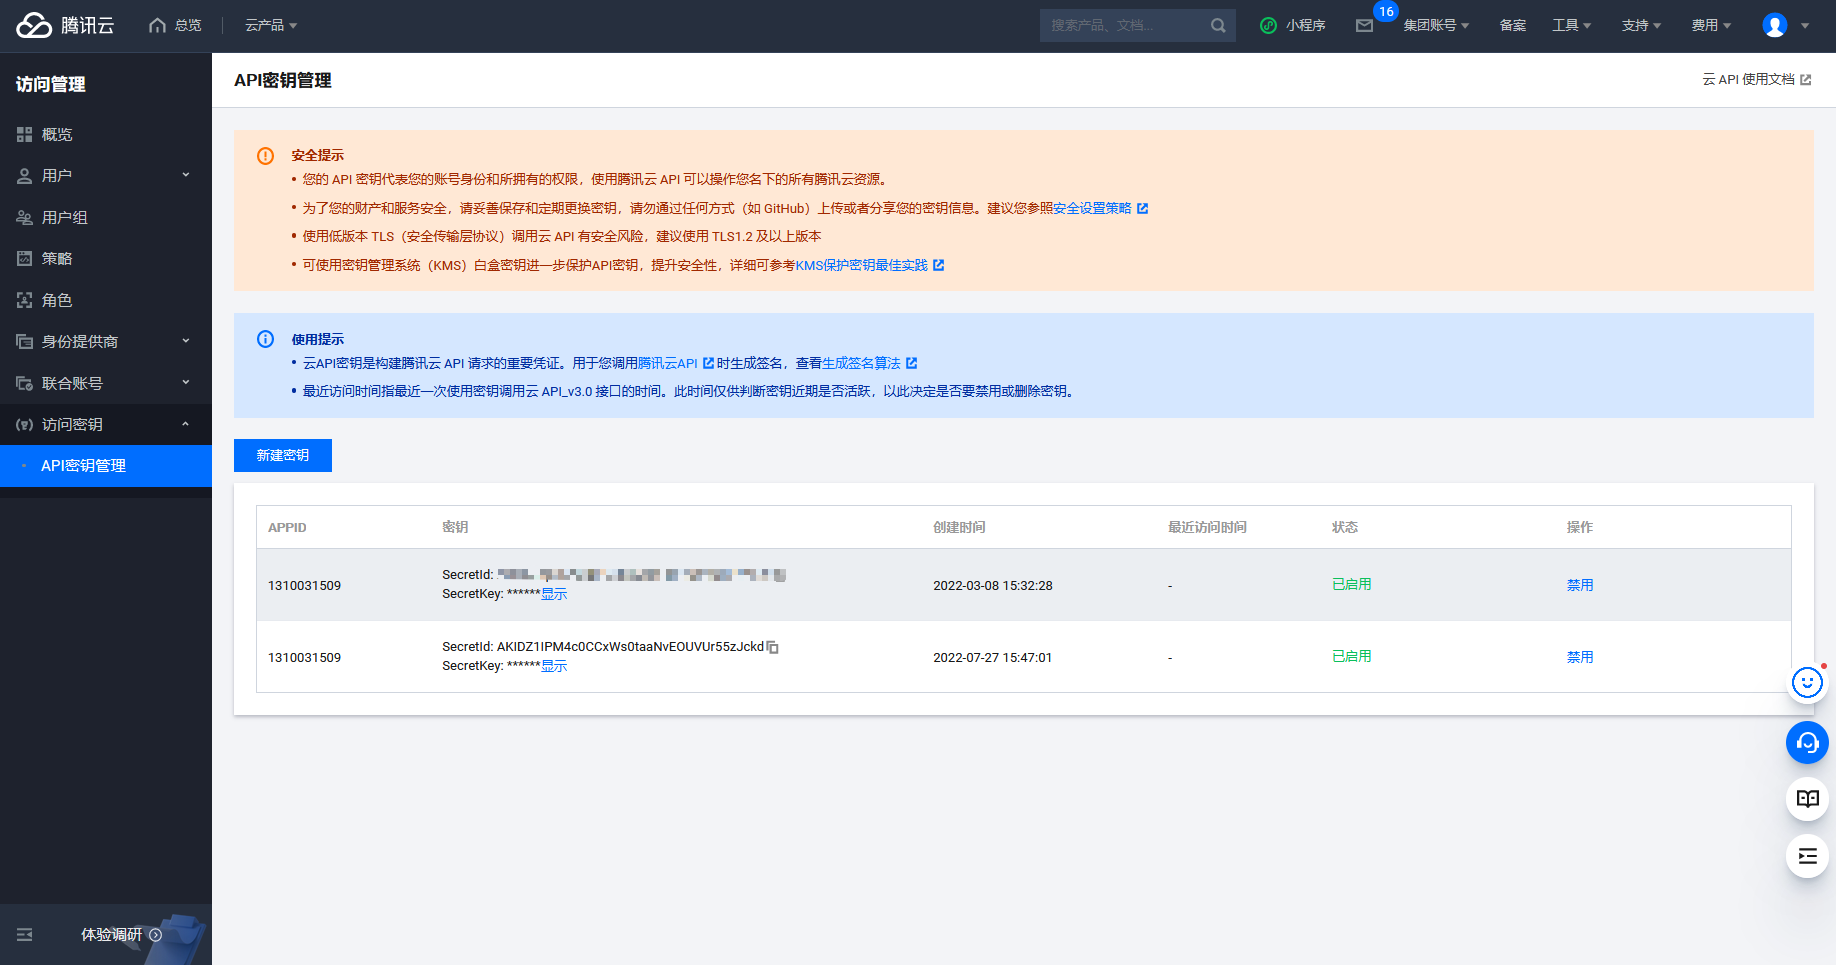 腾讯云
总览
云产品
搜索产品、文档...
小程序
16
集团账号
备案
工具
支持
费用
访问管理
概览
用户
用户组
策略
角色
身份提供商
联合账号
访问密钥
API密钥管理
体验调研
API密钥管理
云 API 使用文档
安全提示
• 您的 API 密钥代表您的账号身份和所拥有的权限，使用腾讯云 API 可以操作您名下的所有腾讯云资源。
• 为了您的财产和服务安全，请妥善保存和定期更换密钥，请勿通过任何方式（如 GitHub）上传或者分享您的密钥信息。建议您参照安全设置策略
• 使用低版本 TLS（安全传输层协议）调用云 API 有安全风险，建议使用 TLS1.2 及以上版本
• 可使用密钥管理系统（KMS）白盒密钥进一步保护API密钥，提升安全性，详细可参考KMS保护密钥最佳实践
使用提示
• 云API密钥是构建腾讯云 API 请求的重要凭证。用于您调用腾讯云API 时生成签名，查看生成签名算法
• 最近访问时间指最近一次使用密钥调用云 API_v3.0 接口的时间。此时间仅供判断密钥近期是否活跃，以此决定是否要禁用或删除密钥。
新建密钥
APPID 密钥 创建时间 最近访问时间 状态 操作
1310031509
SecretId:
SecretKey: ******显示
2022-03-08 15:32:28 - 已启用 禁用
1310031509
SecretId: AKIDZ1IPM4c0CCxWs0taaNvEOUVUr55zJckd
SecretKey: ******显示
2022-07-27 15:47:01 - 已启用 禁用